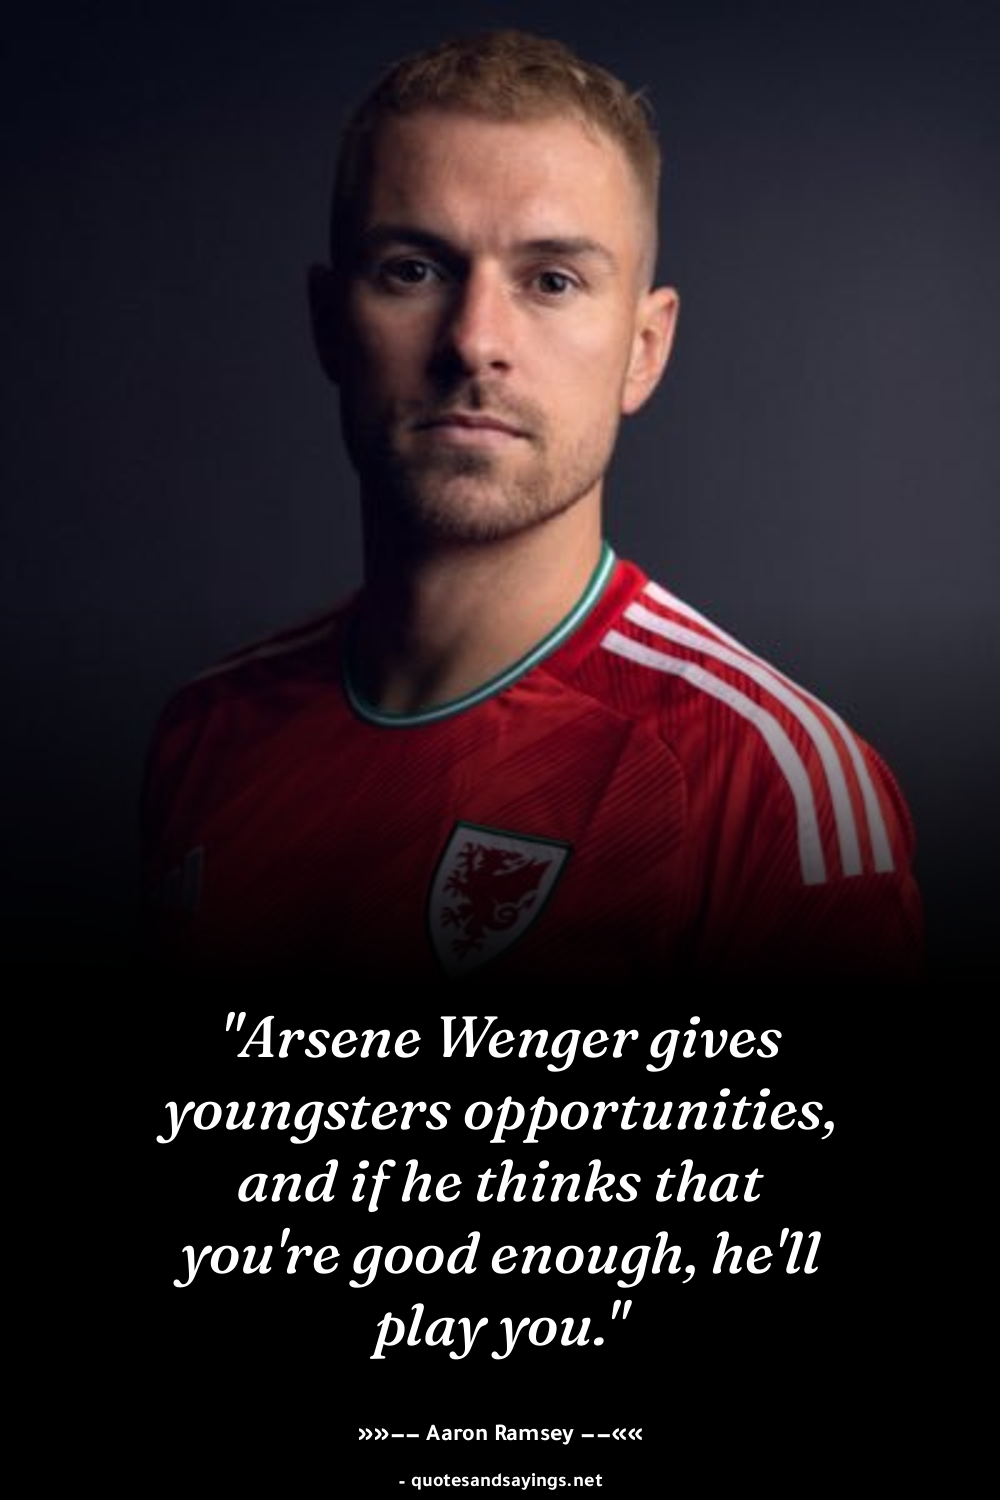 "Arsene Wenger gives
youngsters opportunities,
and if he thinks that
you're good enough, he'll
play you."
»»−− Aaron Ramsey −−««
- quotesandsayings.net